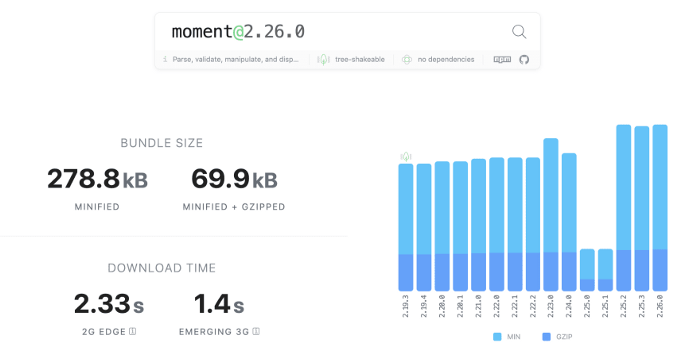 moment@2.26.0
Parse, validate, manipulate, and disp...
tree-shakeable
no dependencies
BUNDLE SIZE
278.8 kB
69.9 kB
MINIFIED
MINIFIED + GZIPPED
DOWNLOAD TIME
2.33 s
1.4 s
2G EDGE
EMERGING 3G
2.19.3
2.19.4
2.20.0
2.20.1
2.21.0
2.22.0
2.22.1
2.22.2
2.23.0
2.24.0
2.25.0
2.25.1
2.25.2
2.25.3
2.26.0
MIN
GZIP